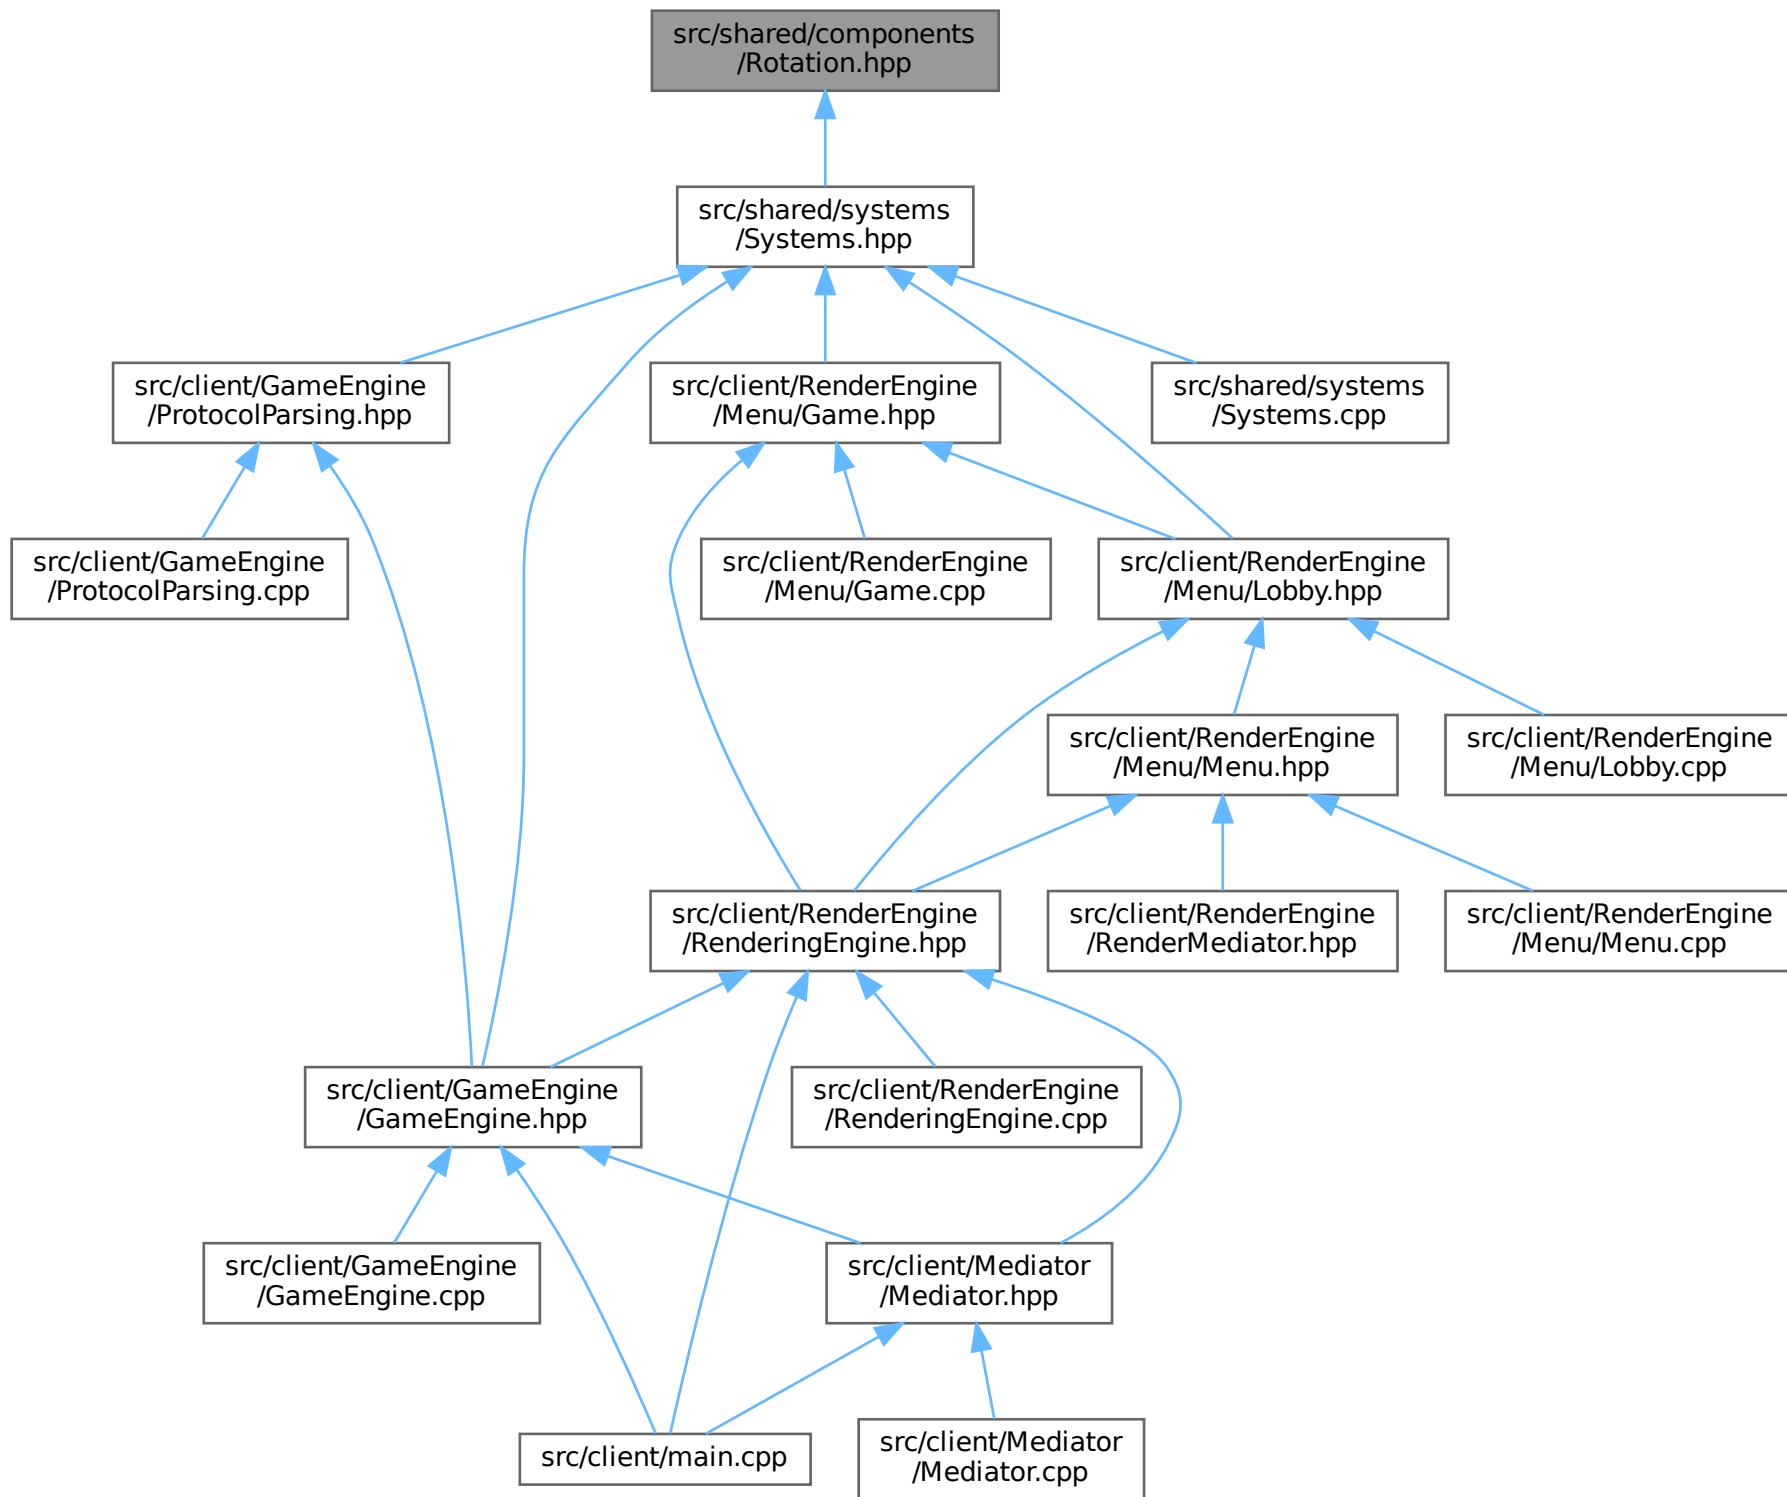 src/shared/components
/Rotation.hpp
src/shared/systems
/Systems.hpp
src/client/GameEngine
/ProtocolParsing.hpp
src/client/RenderEngine
/Menu/Game.hpp
src/shared/systems
/Systems.cpp
src/client/GameEngine
/ProtocolParsing.cpp
src/client/RenderEngine
/Menu/Game.cpp
src/client/RenderEngine
/Menu/Lobby.hpp
src/client/RenderEngine
/Menu/Menu.hpp
src/client/RenderEngine
/Menu/Lobby.cpp
src/client/RenderEngine
/RenderingEngine.hpp
src/client/RenderEngine
/RenderMediator.hpp
src/client/RenderEngine
/Menu/Menu.cpp
src/client/GameEngine
/GameEngine.hpp
src/client/RenderEngine
/RenderingEngine.cpp
src/client/GameEngine
/GameEngine.cpp
src/client/Mediator
/Mediator.hpp
src/client/main.cpp
src/client/Mediator
/Mediator.cpp